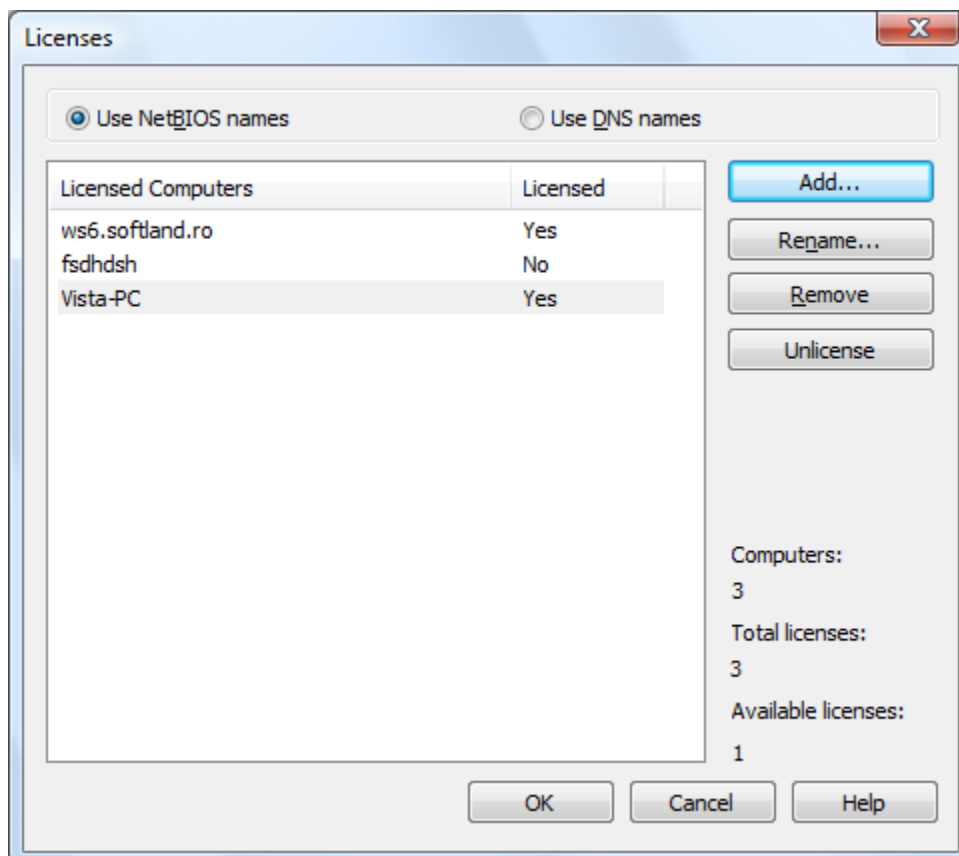 Licenses
Use NetBIOS names Use DNS names
Licensed Computers Licensed
ws6.softland.ro Yes
fsdhdsh No
Vista-PC Yes
Add...
Rename...
Remove
Unlicense
Computers:
3
Total licenses:
3
Available licenses:
1
OK Cancel Help